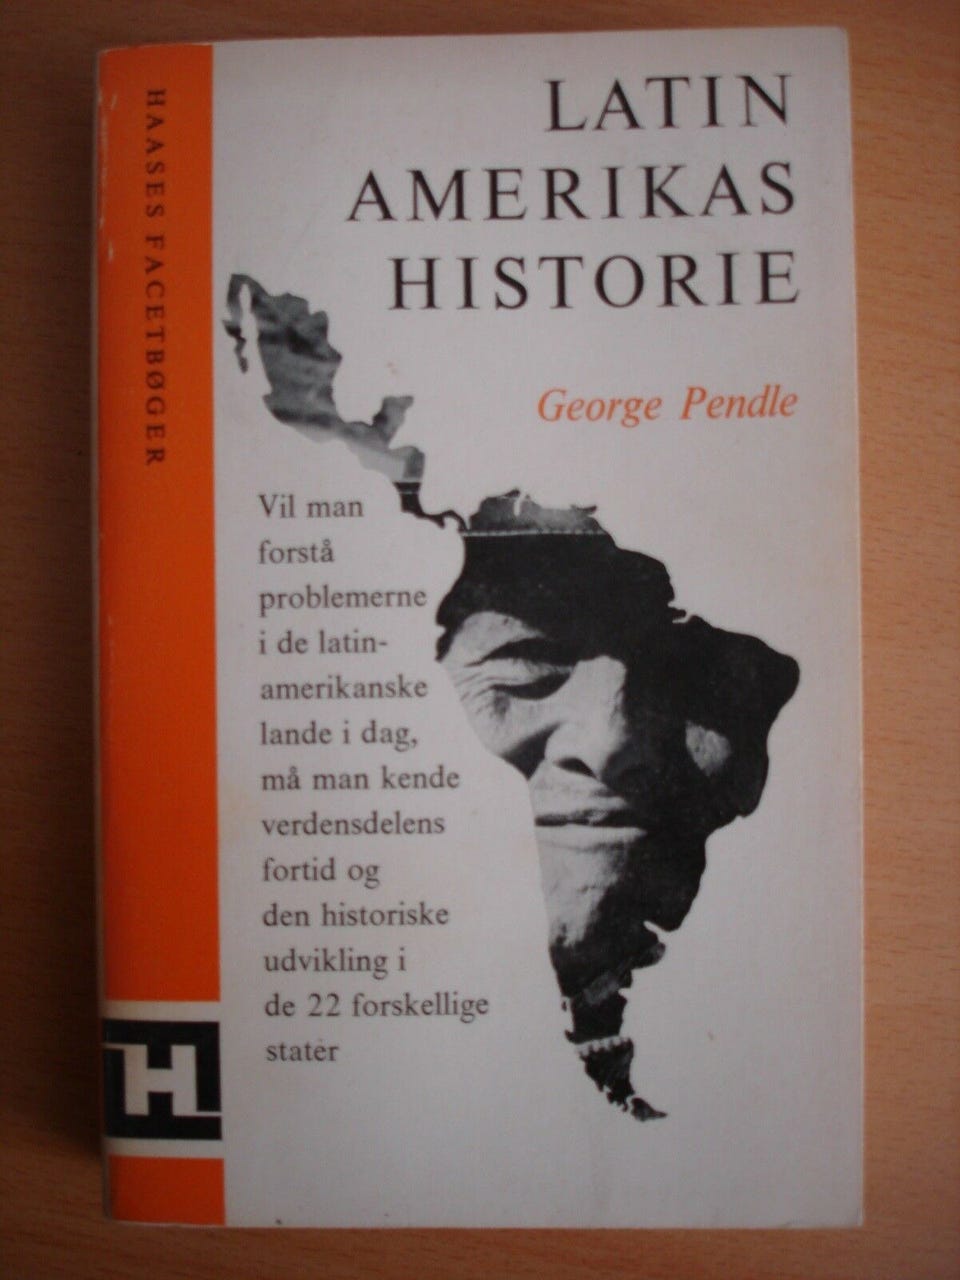 HAASES FACETBØGER
LATIN
AMERIKAS
HISTORIE
George Pendle
Vil man
forstå
problemerne
i de latin-
amerikanske
lande i dag,
må man kende
verdensdelens
fortid og
den historiske
udvikling i
de 22 forskellige
stater
H